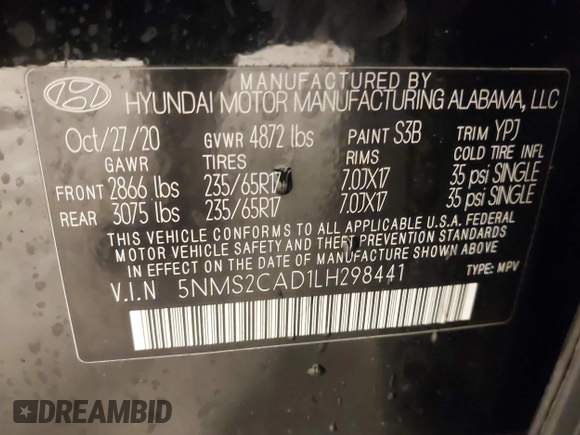 MANUFACTURED BY
HYUNDAI MOTOR MANUFACTURING ALABAMA, LLC
Oct/27/20 GVWR 4872 lbs PAINT S3B TRIM YPJ
GAWR TIRES RIMS COLD TIRE INFL
FRONT 2866 lbs 235/65R17 7.0JX17 35 psi SINGLE
REAR 3075 lbs 235/65R17 7.0JX17 35 psi SINGLE
THIS VEHICLE CONFORMS TO ALL APPLICABLE U.S.A. FEDERAL
MOTOR VEHICLE SAFETY AND THEFT PREVENTION STANDARDS
IN EFFECT ON THE DATE OF MANUFACTURE SHOWN ABOVE.
V.I.N 5NMS2CAD1LH298441 TYPE: MPV
DREAMBID